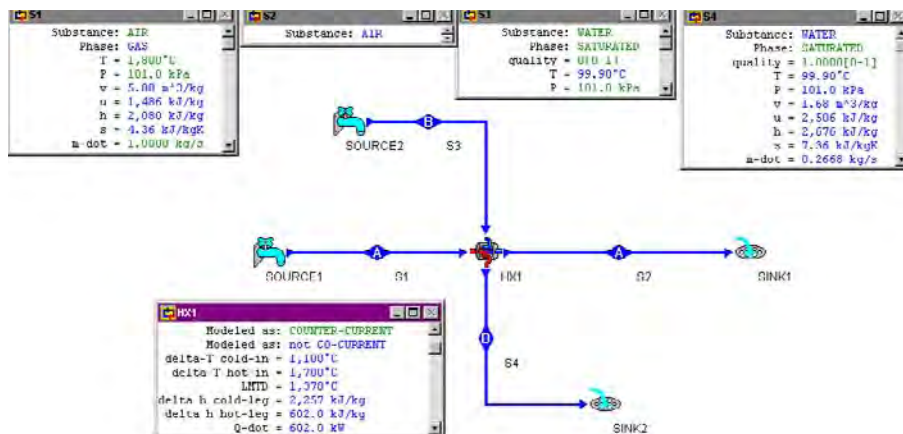 S1
Substance: AIR
Phase: GAS
T = 1,800°C
P = 101.0 kPa
v = 5.88 m^3/kg
u = 1,486 kJ/kg
h = 2,080 kJ/kg
s = 4.36 kJ/kgK
m-dot = 1.0000 kg/s
S2
Substance: AIR
S3
Substance: WATER
Phase: SATURATED
quality = 0[0-1]
T = 99.90°C
P = 101.0 kPa
S4
Substance: WATER
Phase: SATURATED
quality = 1.0000[0-1]
T = 99.90°C
P = 101.0 kPa
v = 1.68 m^3/kg
u = 2,506 kJ/kg
h = 2,676 kJ/kg
s = 7.36 kJ/kgK
m-dot = 0.2668 kg/s
B
SOURCE2
S3
A
A
SOURCE1
S1
HX1
S2
SINK1
HX1
Modeled as: COUNTER-CURRENT
Modeled as: not CO-CURRENT
delta-T cold-in = 1,100°C
delta T hot-in = 1,700°C
LMTD = 1,378°C
delta h cold-leg = 2,257 kJ/kg
delta h hot-leg = 602.0 kJ/kg
Q-dot = 602.0 kW
S4
SINK2